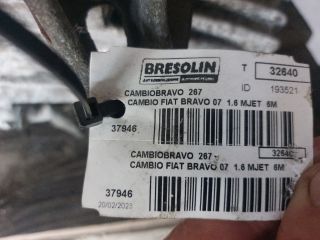 BRESOLIN
T 32640
ID 193521
CAMBIOBRAVO 267
CAMBIO FIAT BRAVO 07 1.6 MJET 6M
37946
CAMBIOBRAVO 267
32640
CAMBIO FIAT BRAVO 07 1.6 MJET 6M
37946
20/02/2023